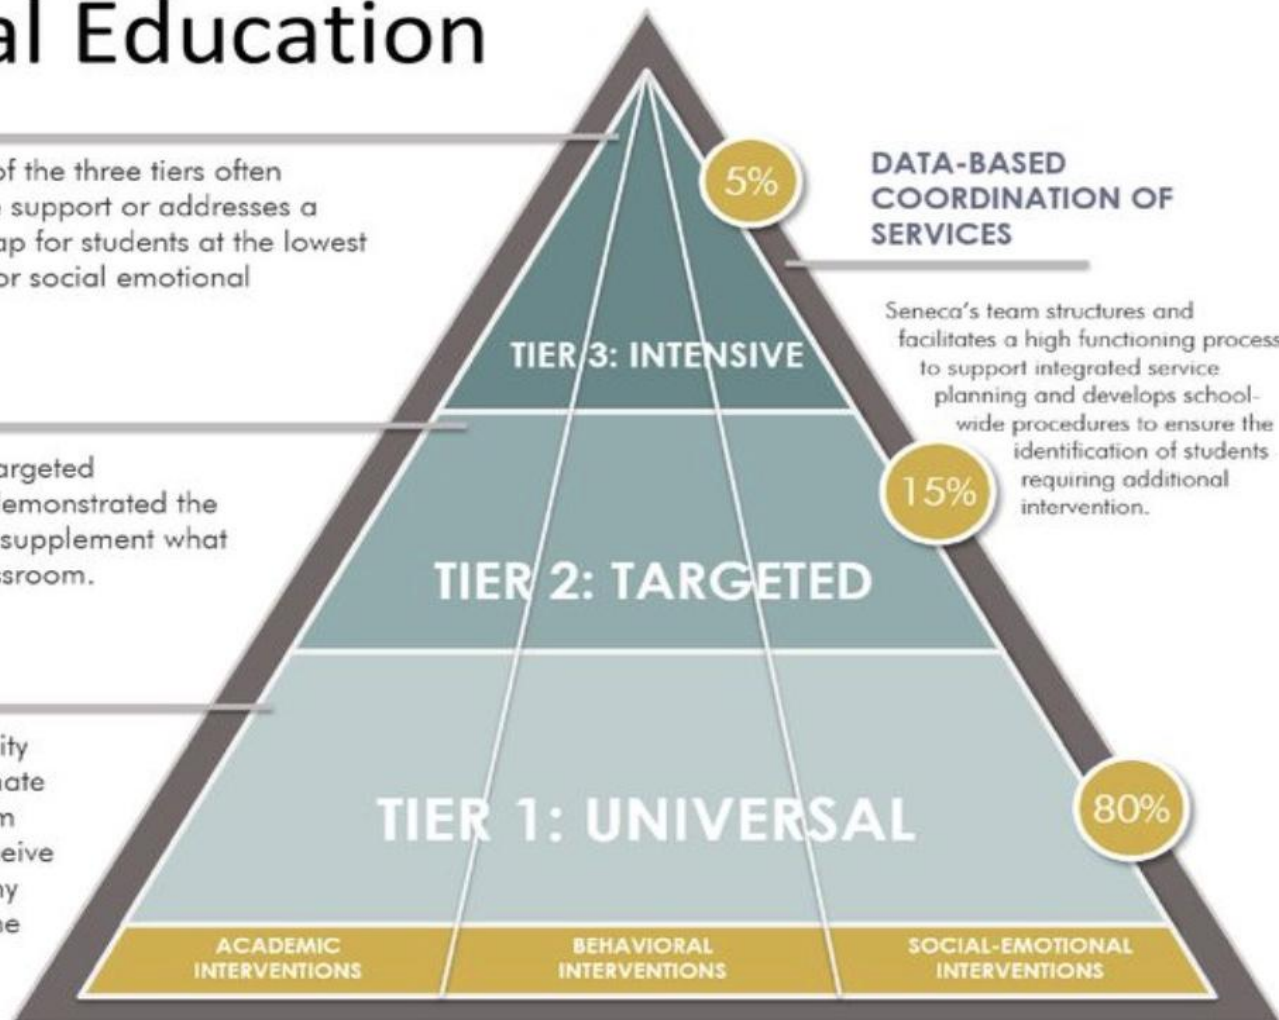 al Education
of the three tiers often
support or addresses a
ap for students at the lowest
or social emotional
argeted
demonstrated the
supplement what
ssroom.
ity
nate
m
eive
ny
ne
5%
DATA-BASED
COORDINATION OF
SERVICES
Seneca's team structures and
facilitates a high functioning process
to support integrated service
planning and develops school-
wide procedures to ensure the
identification of students
requiring additional
intervention.
TIER 3: INTENSIVE
15%
TIER 2: TARGETED
80%
TIER 1: UNIVERSAL
ACADEMIC
INTERVENTIONS
BEHAVIORAL
INTERVENTIONS
SOCIAL-EMOTIONAL
INTERVENTIONS